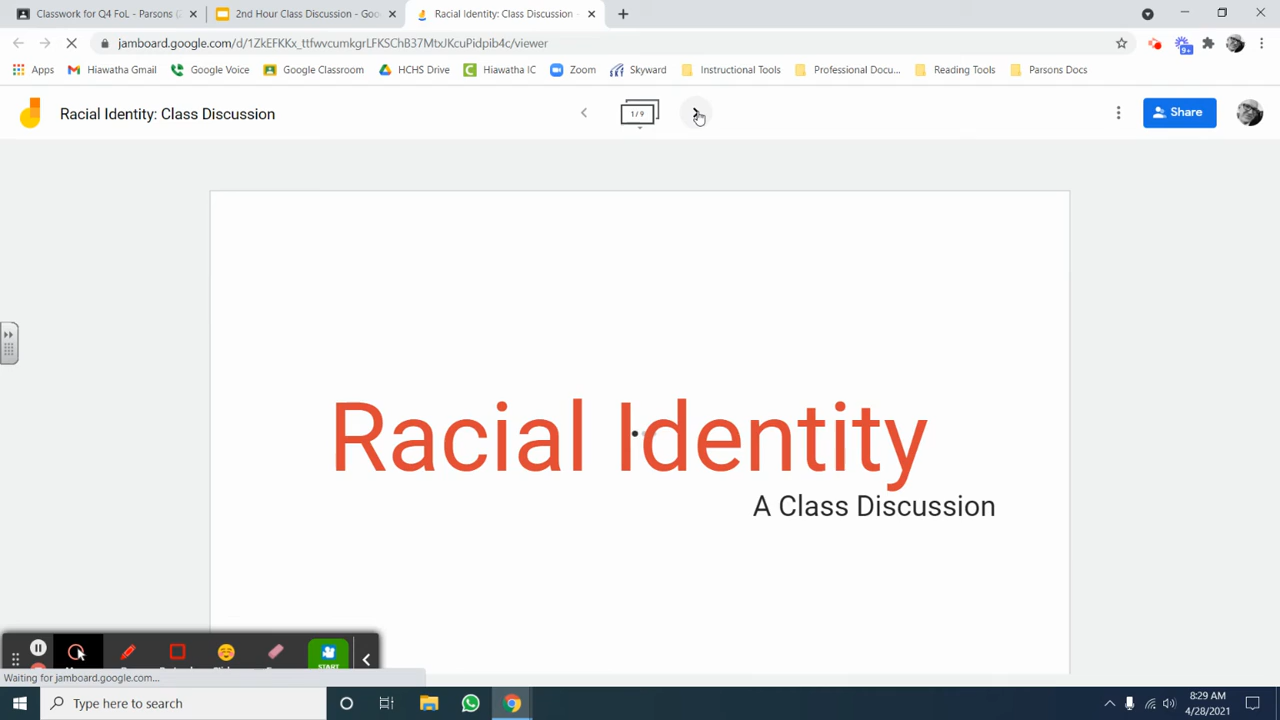 Classwork for Q4 FoL - Parsons (
2nd Hour Class Discussion - Goo
Racial Identity: Class Discussion -
jamboard.google.com/d/1ZkEFKKx_ttfwvcumkgrLFKSChB37MtxJKcuPidpib4c/viewer
9+
Apps
Hiawatha Gmail
Google Voice
Google Classroom
HCHS Drive
Hiawatha IC
Zoom
Skyward
Instructional Tools
Professional Docu...
Reading Tools
Parsons Docs
Racial Identity: Class Discussion
1/9
Share
Racial Identity
A Class Discussion
START
Waiting for jamboard.google.com...
Type here to search
8:29 AM
4/28/2021